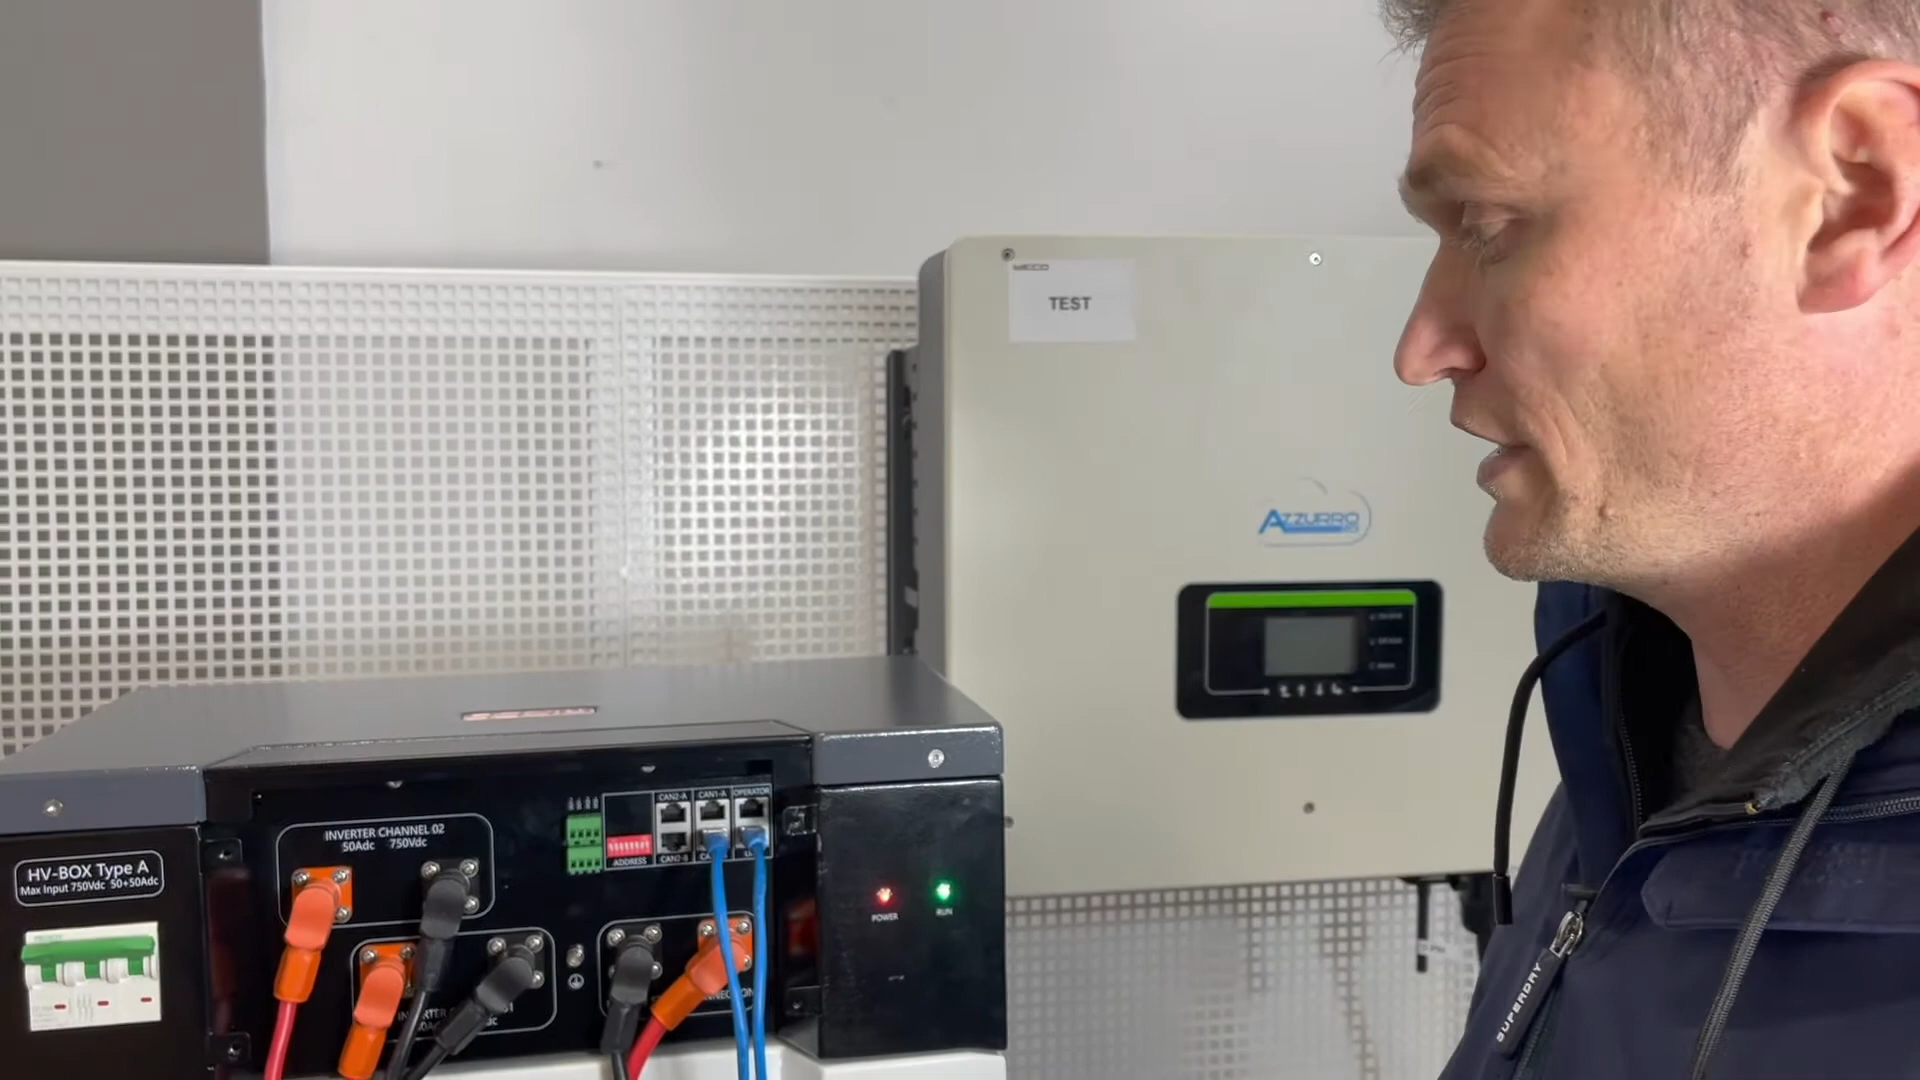 TEST
AZZURRO
HV-BOX Type A
Max Input 750Vdc 50+50Adc
INVERTER CHANNEL 02
50Adc 750Vdc
CAN2-A CAN1-A OPERATOR
ADDRESS CAN2-B
POWER RUN
SUPERDRY